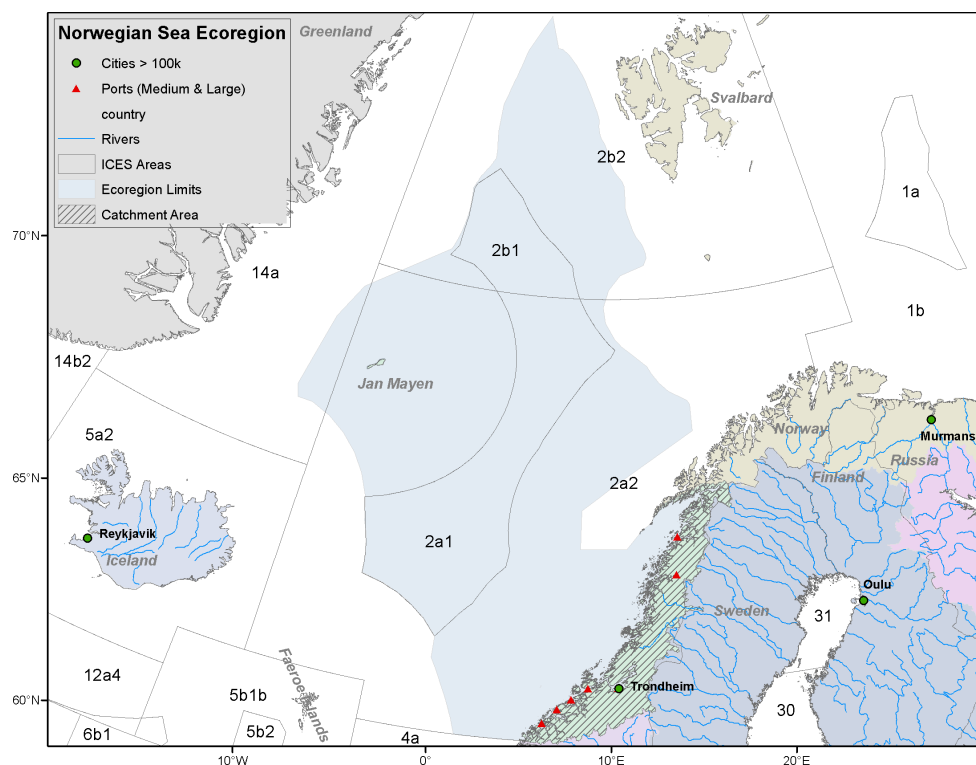 Norwegian Sea Ecoregion
Cities > 100k
Ports (Medium & Large)
country
Rivers
ICES Areas
Ecoregion Limits
Catchment Area
Greenland
Svalbard
2b2
1a
70°N
2b1
14a
1b
14b2
Jan Mayen
Norway
Murmans
5a2
Russia
65°N
Finland
2a2
Reykjavik
2a1
Iceland
Oulu
Sweden
31
12a4
Faeroe Islands
5b1b
Trondheim
60°N
6b1
5b2
4a
30
10°W
0°
10°E
20°E